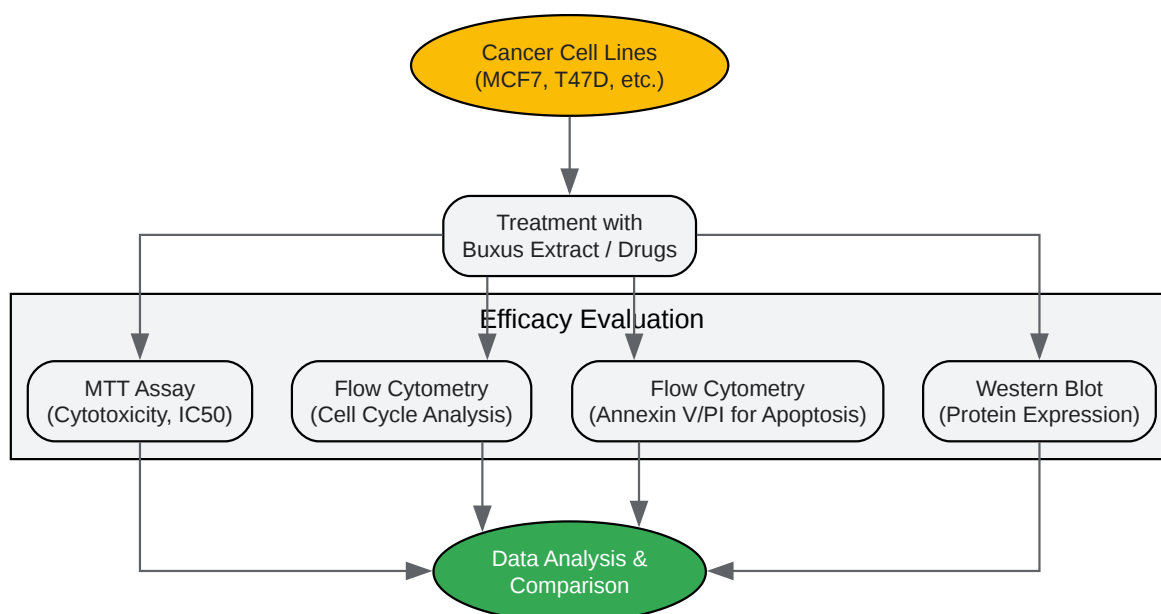 Cancer Cell Lines
(MCF7, T47D, etc.)
Treatment with
Buxus Extract / Drugs
Efficacy Evaluation
MTT Assay
(Cytotoxicity, IC50)
Flow Cytometry
(Cell Cycle Analysis)
Flow Cytometry
(Annexin V/PI for Apoptosis)
Western Blot
(Protein Expression)
Data Analysis &
Comparison